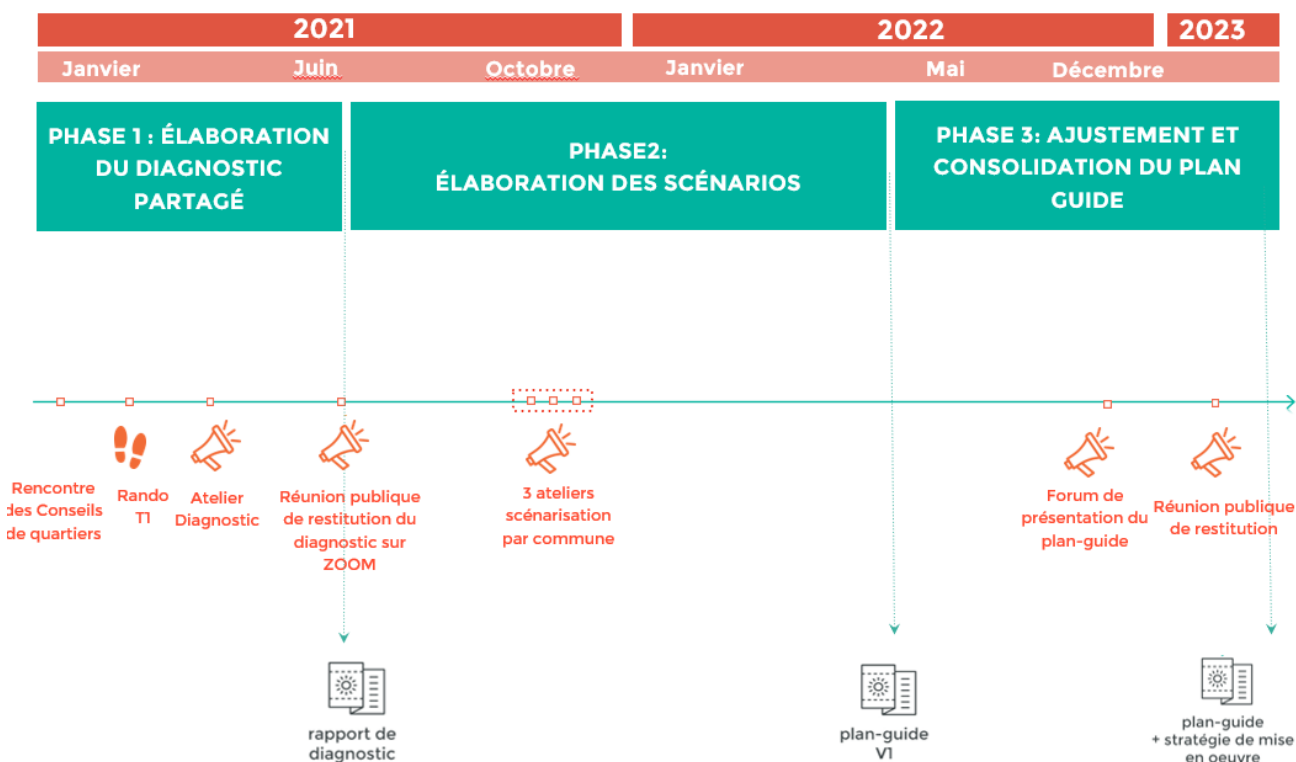 2021
2022
2023
Janvier
Juin
Octobre
Janvier
Mai
Décembre
PHASE 1 : ÉLABORATION
DU DIAGNOSTIC
PARTAGÉ
PHASE2:
ÉLABORATION DES SCÉNARIOS
PHASE 3: AJUSTEMENT ET
CONSOLIDATION DU PLAN
GUIDE
Rencontre
des Conseils
de quartiers
Rando
T1
Atelier
Diagnostic
Réunion publique
de restitution du
diagnostic sur
ZOOM
3 ateliers
scénarisation
par commune
Forum de
présentation du
plan-guide
Réunion publique
de restitution
rapport de
diagnostic
plan-guide
V1
plan-guide
+ stratégie de mise
en oeuvre